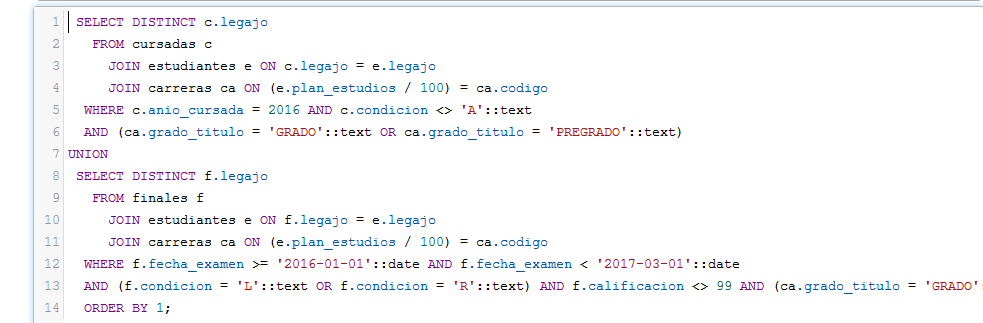 1 SELECT DISTINCT c.legajo
2 FROM cursadas c
3 JOIN estudiantes e ON c.legajo = e.legajo
4 JOIN carreras ca ON (e.plan_estudios / 100) = ca.codigo
5 WHERE c.anio_cursada = 2016 AND c.condicion <> 'A'::text
6 AND (ca.grado_titulo = 'GRADO'::text OR ca.grado_titulo = 'PREGRADO'::text)
7 UNION
8 SELECT DISTINCT f.legajo
9 FROM finales f
10 JOIN estudiantes e ON f.legajo = e.legajo
11 JOIN carreras ca ON (e.plan_estudios / 100) = ca.codigo
12 WHERE f.fecha_examen >= '2016-01-01'::date AND f.fecha_examen < '2017-03-01'::date
13 AND (f.condicion = 'L'::text OR f.condicion = 'R'::text) AND f.calificacion <> 99 AND (ca.grado_titulo = 'GRADO'
14 ORDER BY 1;